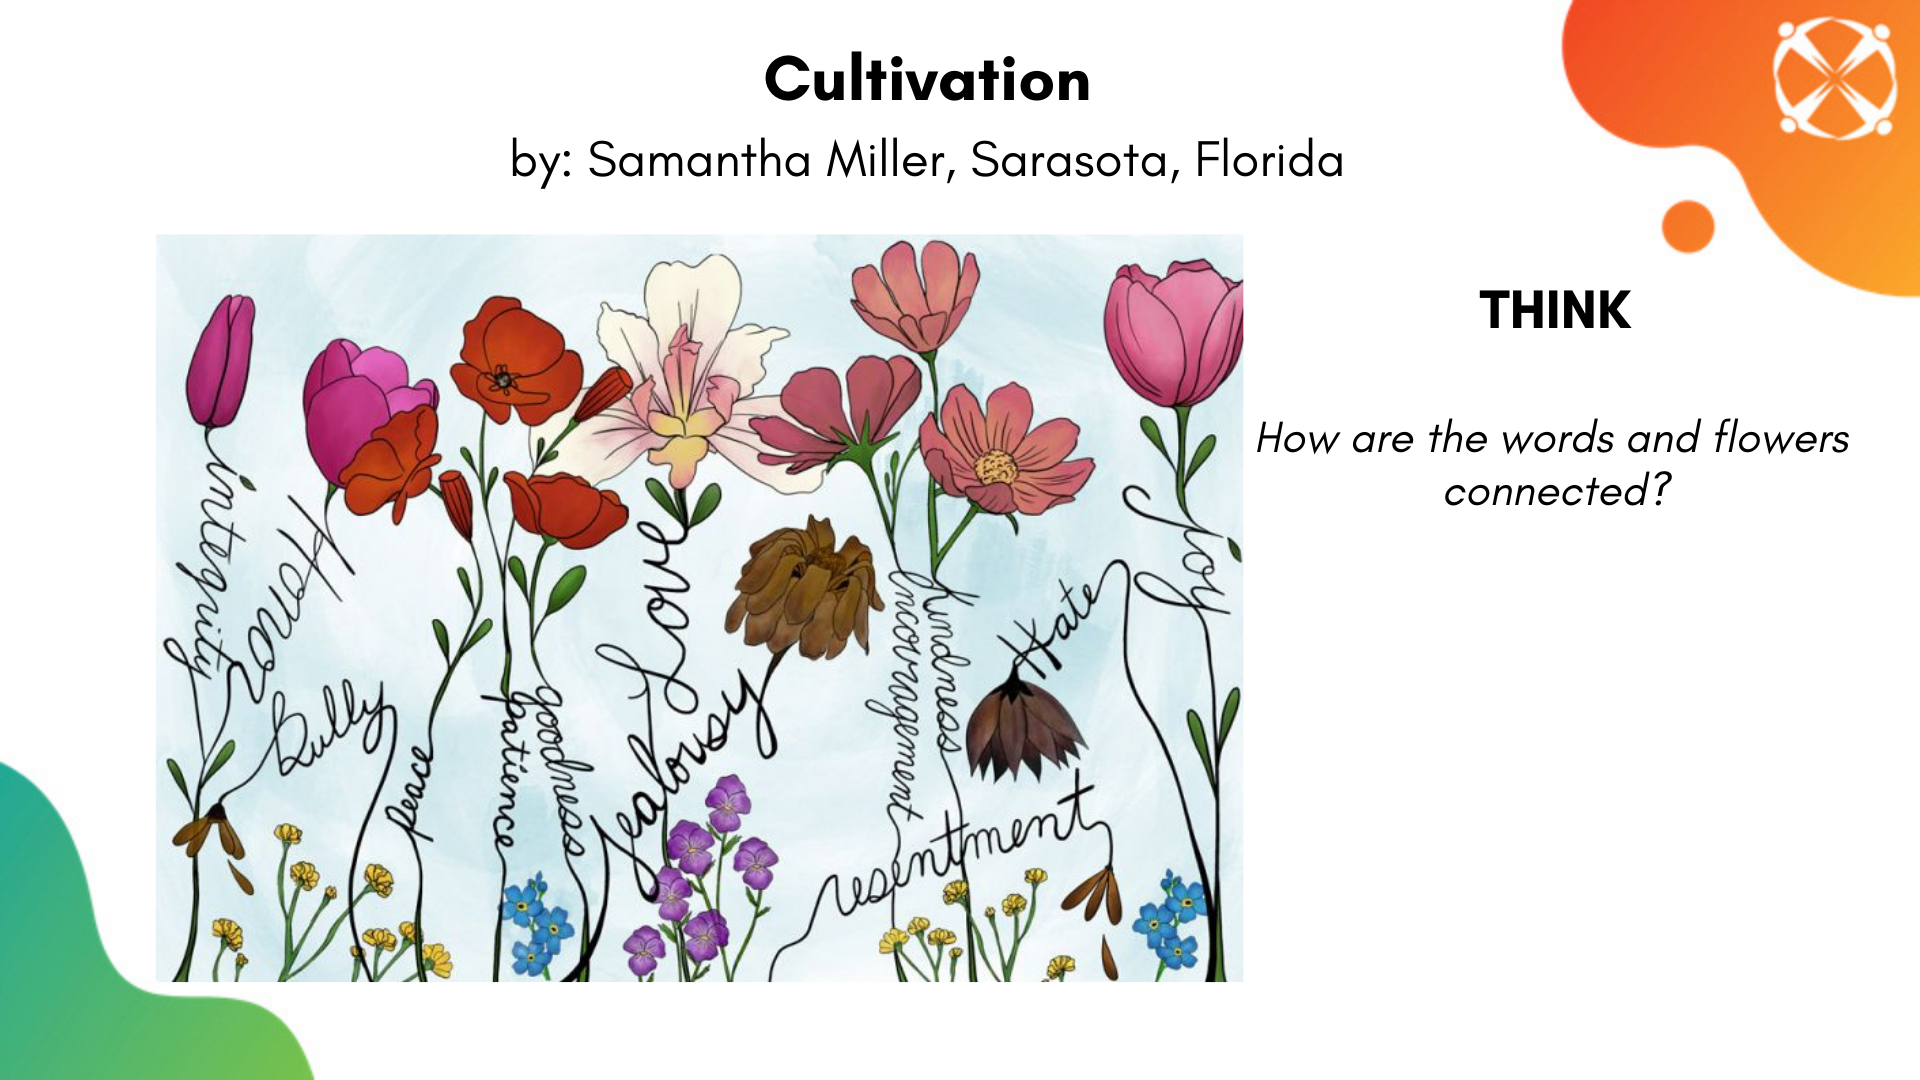 Cultivation
by: Samantha Miller, Sarasota, Florida
THINK
How are the words and flowers
connected?
integrity
Honor
Bully
peace
patience
goodness
Love
Jealousy
encouragement
kindness
Hate
resentment
Joy